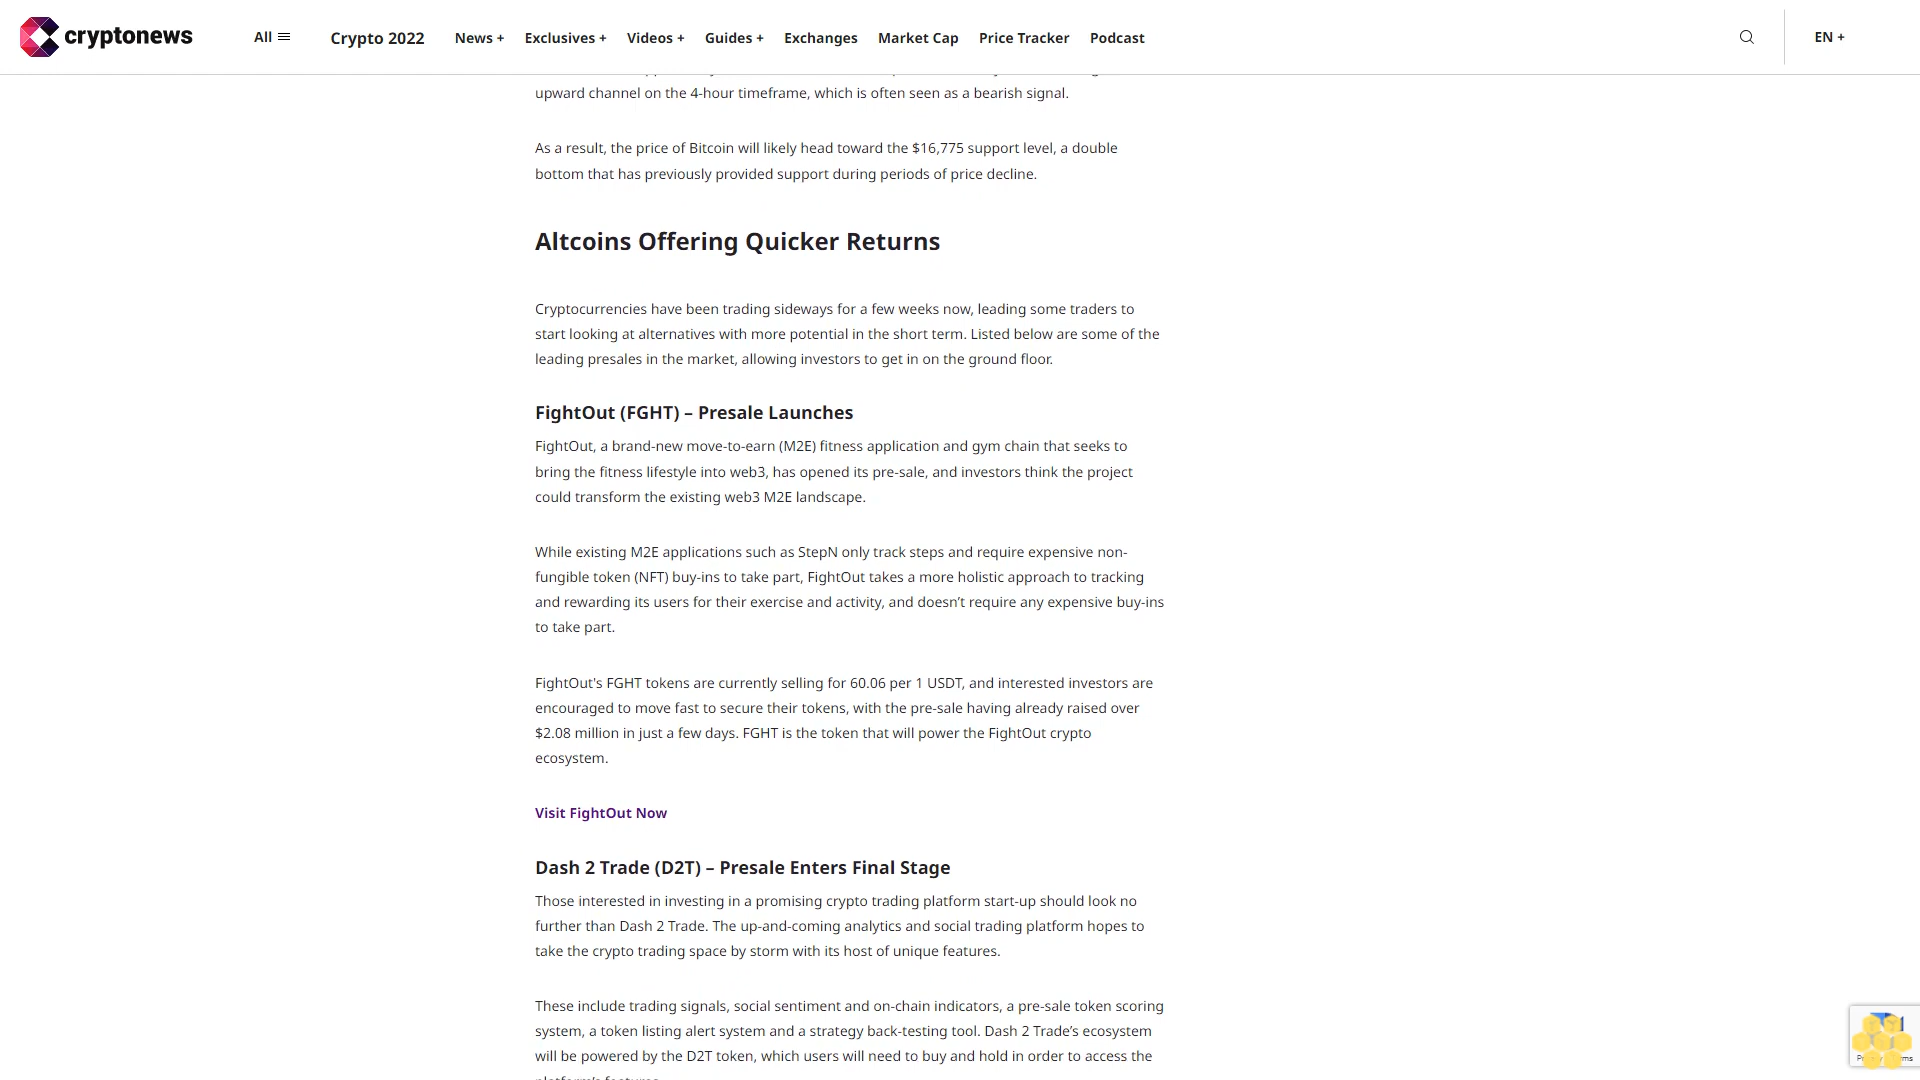 cryptonews
All
Crypto 2022
News +
Exclusives +
Videos +
Guides +
Exchanges
Market Cap
Price Tracker
Podcast
EN +
upward channel on the 4-hour timeframe, which is often seen as a bearish signal.
As a result, the price of Bitcoin will likely head toward the $16,775 support level, a double
bottom that has previously provided support during periods of price decline.
Altcoins Offering Quicker Returns
Cryptocurrencies have been trading sideways for a few weeks now, leading some traders to
start looking at alternatives with more potential in the short term. Listed below are some of the
leading presales in the market, allowing investors to get in on the ground floor.
FightOut (FGHT) – Presale Launches
FightOut, a brand-new move-to-earn (M2E) fitness application and gym chain that seeks to
bring the fitness lifestyle into web3, has opened its pre-sale, and investors think the project
could transform the existing web3 M2E landscape.
While existing M2E applications such as StepN only track steps and require expensive non-
fungible token (NFT) buy-ins to take part, FightOut takes a more holistic approach to tracking
and rewarding its users for their exercise and activity, and doesn’t require any expensive buy-ins
to take part.
FightOut's FGHT tokens are currently selling for 60.06 per 1 USDT, and interested investors are
encouraged to move fast to secure their tokens, with the pre-sale having already raised over
$2.08 million in just a few days. FGHT is the token that will power the FightOut crypto
ecosystem.
Visit FightOut Now
Dash 2 Trade (D2T) – Presale Enters Final Stage
Those interested in investing in a promising crypto trading platform start-up should look no
further than Dash 2 Trade. The up-and-coming analytics and social trading platform hopes to
take the crypto trading space by storm with its host of unique features.
These include trading signals, social sentiment and on-chain indicators, a pre-sale token scoring
system, a token listing alert system and a strategy back-testing tool. Dash 2 Trade’s ecosystem
will be powered by the D2T token, which users will need to buy and hold in order to access the